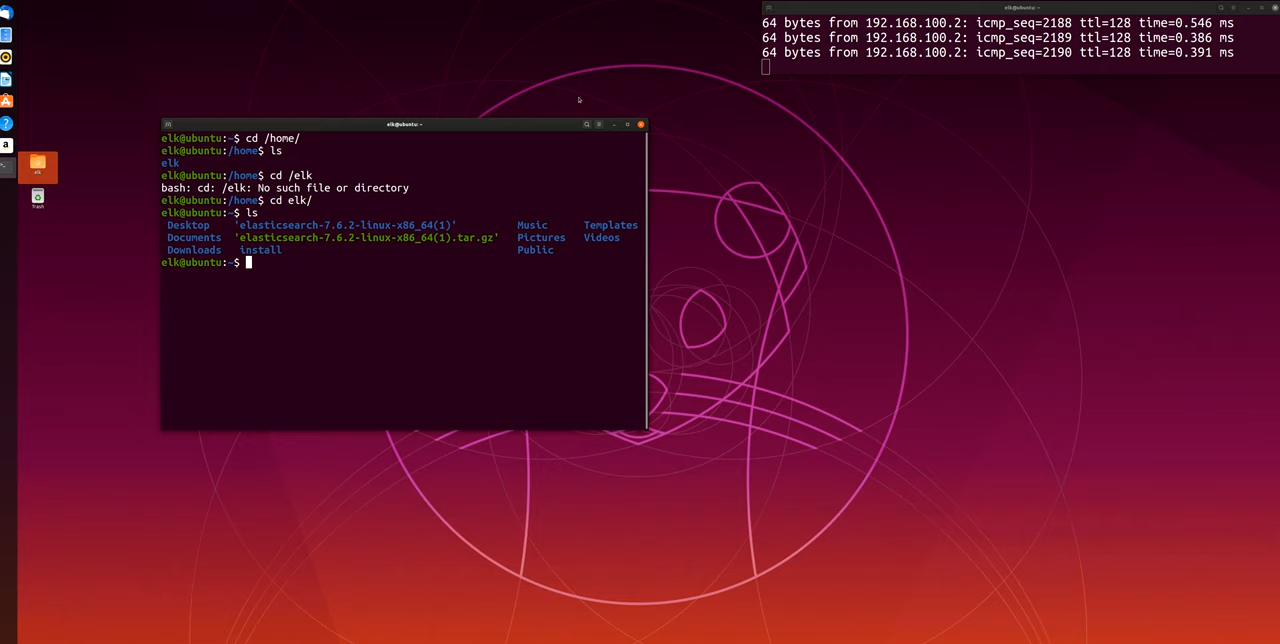 elk@ubuntu: ~
64 bytes from 192.168.100.2: icmp_seq=2188 ttl=128 time=0.546 ms
64 bytes from 192.168.100.2: icmp_seq=2189 ttl=128 time=0.386 ms
64 bytes from 192.168.100.2: icmp_seq=2190 ttl=128 time=0.391 ms
elk@ubuntu: ~
elk@ubuntu:~$ cd /home/
elk@ubuntu:/home$ ls
elk
elk@ubuntu:/home$ cd /elk
bash: cd: /elk: No such file or directory
elk@ubuntu:/home$ cd elk/
elk@ubuntu:~$ ls
Desktop 'elasticsearch-7.6.2-linux-x86_64(1)' Music Templates
Documents 'elasticsearch-7.6.2-linux-x86_64(1).tar.gz' Pictures Videos
Downloads install Public
elk@ubuntu:~$
elk
Trash